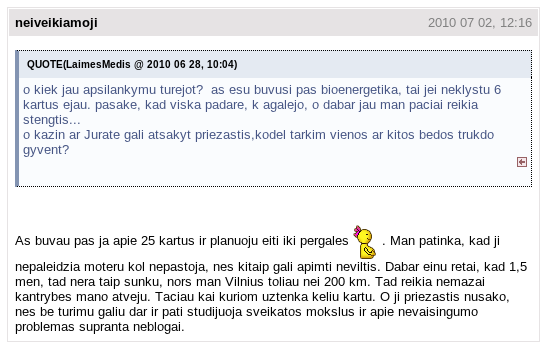 neiveikiamoji 2010 07 02, 12:16
QUOTE(LaimesMedis @ 2010 06 28, 10:04)
o kiek jau apsilankymu turejot?  as esu buvusi pas bioenergetika, tai jei neklystu 6
kartus ejau. pasake, kad viska padare, k agalejo, o dabar jau man paciai reikia
stengtis...
o kazin ar Jurate gali atsakyt priezastis,kodel tarkim vienos ar kitos bedos trukdo
gyvent?
As buvau pas ja apie 25 kartus ir planuoju eiti iki pergales . Man patinka, kad ji
nepaleidzia moteru kol nepastoja, nes kitaip gali apimti neviltis. Dabar einu retai, kad 1,5
men, tad nera taip sunku, nors man Vilnius toliau nei 200 km. Tad reikia nemazai
kantrybes mano atveju. Taciau kai kuriom uztenka keliu kartu. O ji priezastis nusako,
nes be turimu galiu dar ir pati studijuoja sveikatos mokslus ir apie nevaisingumo
problemas supranta neblogai.